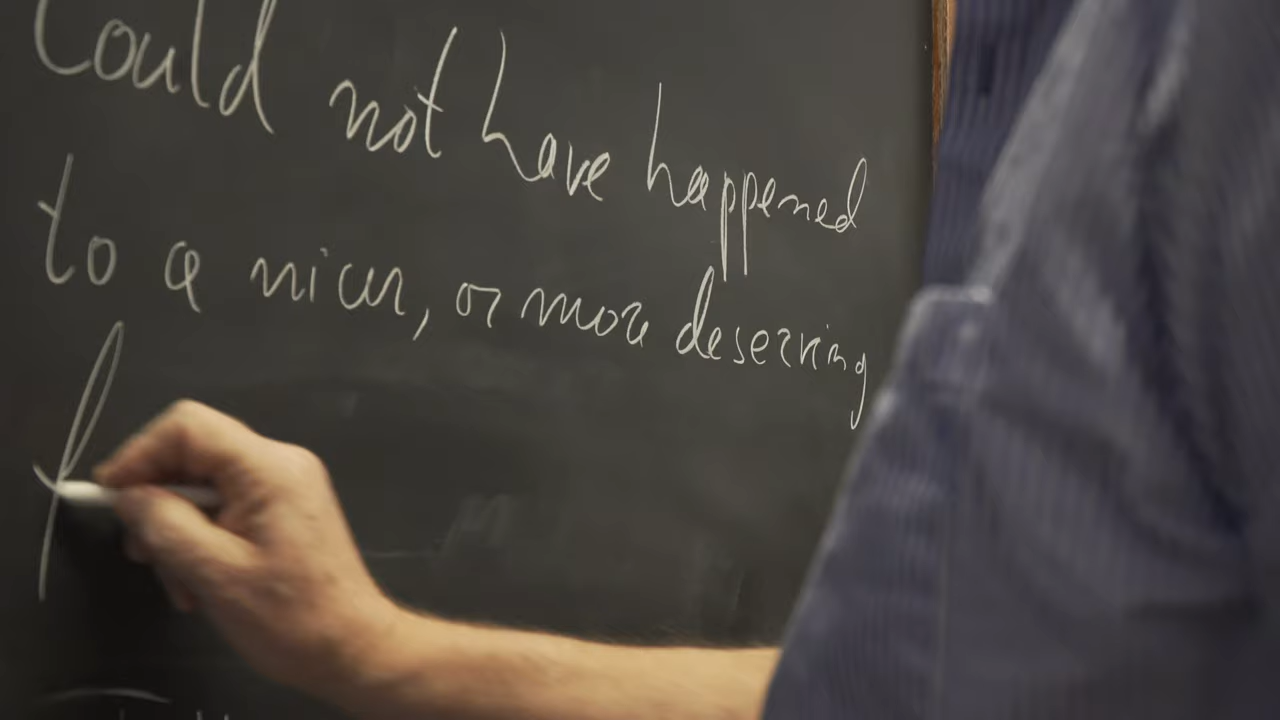 Could not have happened
to a nicer, or more deserving
f